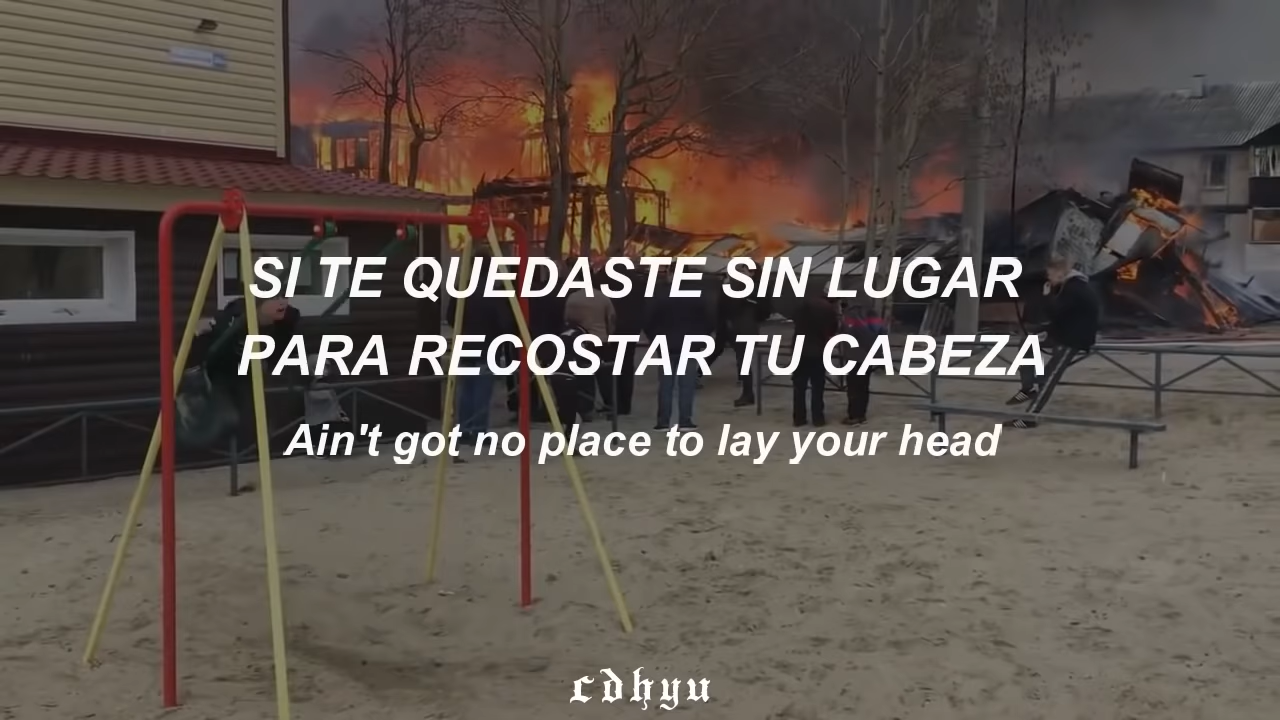 SI TE QUEDASTE SIN LUGAR
PARA RECOSTAR TU CABEZA
Ain't got no place to lay your head
cdhyu